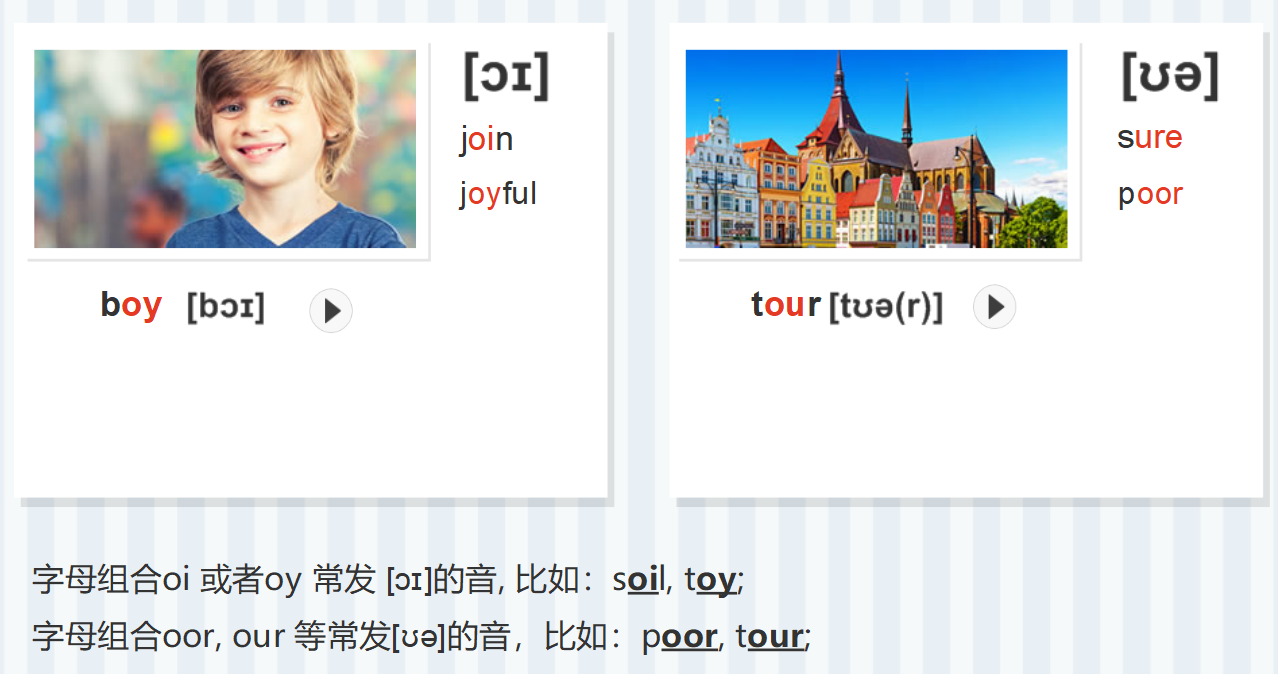 [ɔɪ]
join
joyful
boy [bɔɪ]
[ʊə]
sure
poor
tour [tʊə(r)]
字母组合oi 或者oy 常发 [ɔɪ]的音, 比如：soil, toy;
字母组合oor, our 等常发[ʊə]的音，比如：poor, tour;